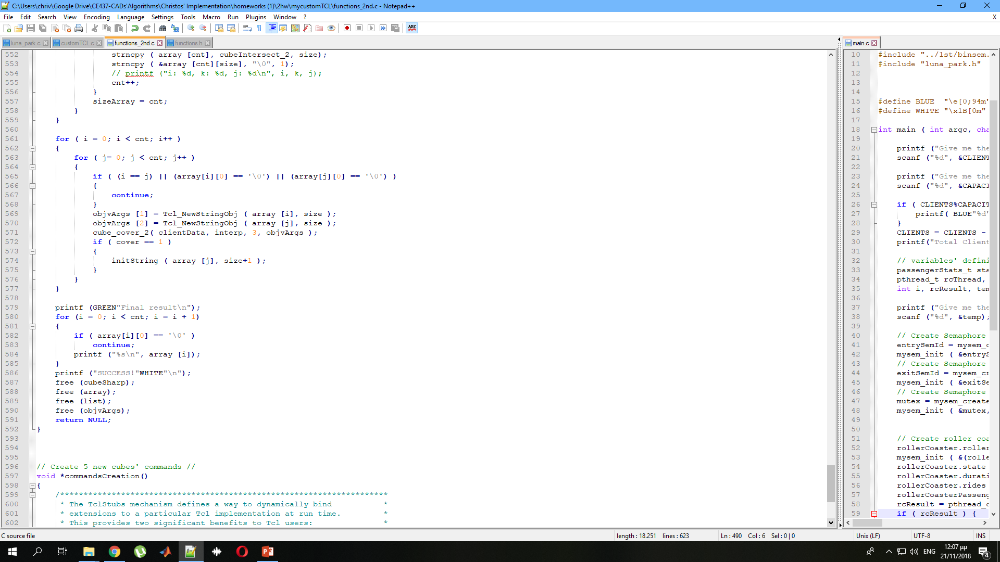 C:\Users\chriv\Google Drive\CE437-CADs'Algorithms\Christos' Implementation\homeworks (1)\2hw\mycustomTCL\functions_2nd.c - Notepad++
File Edit Search View Encoding Language Settings Tools Macro Run Plugins Window ? X
luna_park.c customTCL.c functions_2nd.c functions.h
552 strncpy ( array [cnt], cubeIntersect_2, size);
553 strncpy ( &array [cnt][size], "\0", 1);
554 // printf ("i: %d, k: %d, j: %d\n", i, k, j);
555 cnt++;
556 }
557 sizeArray = cnt;
558 }
559 }
560
561 for ( i = 0; i < cnt; i++ )
562 {
563 for ( j= 0; j < cnt; j++ )
564 {
565 if ( (i == j) || (array[i][0] == '\0') || (array[j][0] == '\0') )
566 {
567 continue;
568 }
569 objvArgs [1] = Tcl_NewStringObj ( array [i], size );
570 objvArgs [2] = Tcl_NewStringObj ( array [j], size );
571 cube_cover_2( clientData, interp, 3, objvArgs );
572 if ( cover == 1 )
573 {
574 initString ( array [j], size+1 );
575 }
576 }
577 }
578
579 printf (GREEN"Final result\n");
580 for (i = 0; i < cnt; i = i + 1)
581 {
582 if ( array[i][0] == '\0' )
583 continue;
584 printf ("%s\n", array [i]);
585 }
586 printf ("SUCCESS!"WHITE"\n");
587 free (cubeSharp);
588 free (array);
589 free (list);
590 free (objvArgs);
591 return NULL;
592 }
593
594
595
596 // Create 5 new cubes' commands //
597 void *commandsCreation()
598 {
599 /**********************************************************************
600 * The TclStubs mechanism defines a way to dynamically bind *
601 * extensions to a particular Tcl implementation at run time. *
602 * This provides two significant benefits to Tcl users: *
main.c
10 #include "../1st/binsem.
11 #include "luna_park.h"
12
13
14
15 #define BLUE "\e[0;94m"
16 #define WHITE "\x1B[0m"
17
18 int main ( int argc, cha
19
20 printf ("Give me the
21 scanf ("%d", &CLIENT
22
23 printf ("Give me the
24 scanf ("%d", &CAPACI
25
26 if ( CLIENTS%CAPACIT
27 printf( BLUE"%d"
28 }
29 CLIENTS = CLIENTS -
30 printf("Total Client
31
32 // variables' defini
33 passengerStats_t sta
34 pthread_t rcThread,
35 int i, rcResult, tem
36
37 printf ("Give me the
38 scanf ("%d", &temp);
39
40 // Create Semaphore
41 entrySemId = mysem_c
42 mysem_init ( &entryS
43 // Create Semaphore
44 exitSemId = mysem_cr
45 mysem_init ( &exitSe
46 // Create Semaphore
47 mutex = mysem_create
48 mysem_init ( &mutex,
49
50
51 // Create roller coa
52 rollerCoaster.roller
53 mysem_init ( &(rolle
54 rollerCoaster.state
55 rollerCoaster.durati
56 rollerCoaster.rides
57 rollerCoasterPasseng
58 rcResult = pthread_c
59 if ( rcResult ) {
C source file length : 18.251 lines : 623 Ln : 490 Col : 6 Sel : 0 | 0 Unix (LF) UTF-8 INS
ENG 12:07 μμ
21/11/2018 4